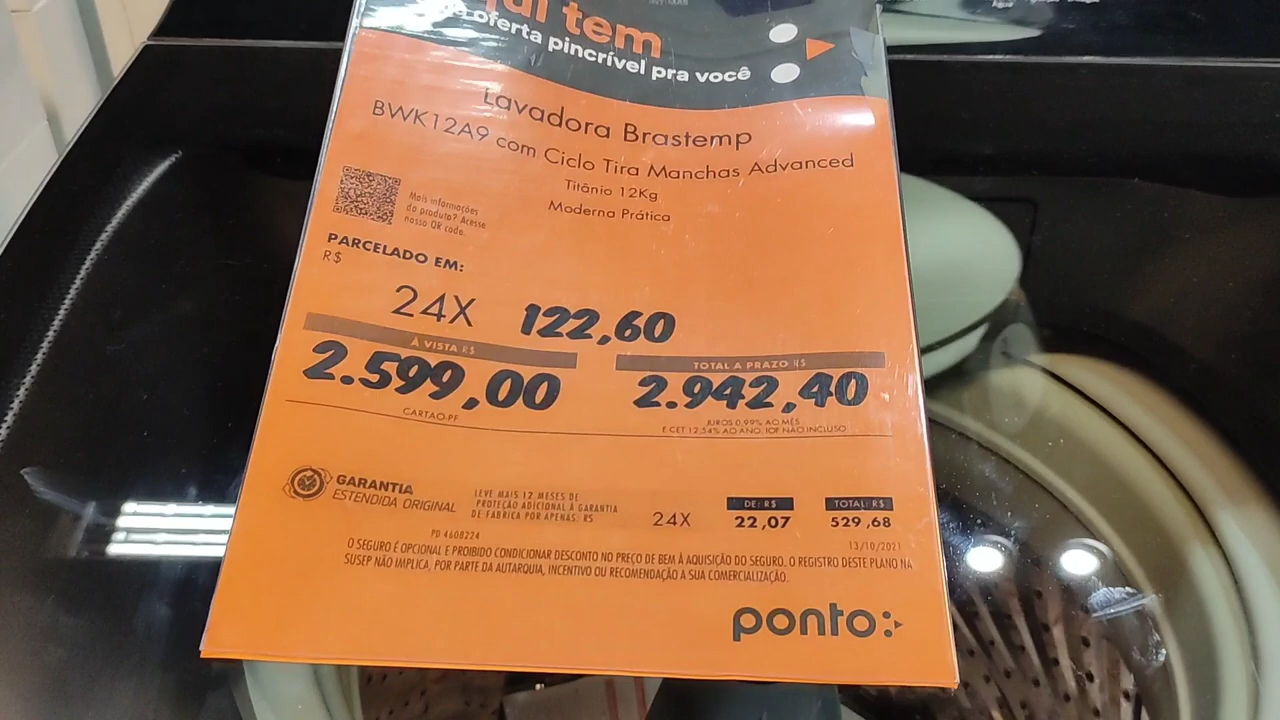 ui tem
oferta pincrível pra você
Lavadora Brastemp
BWK12A9 com Ciclo Tira Manchas Advanced
Titânio 12Kg
Moderna Prática
Mais informações
do produto? Acesse
nosso QR code.
PARCELADO EM:
R$
24X 122,60
À VISTA R$
2.599,00
CARTAO-PF
TOTAL A PRAZO R$
2.942,40
JUROS 0,99% AO MÊS
E CET 12,54% AO ANO. IOF NÃO INCLUSO
GARANTIA
ESTENDIDA ORIGINAL
LEVE MAIS 12 MESES DE
PROTEÇÃO ADICIONAL À GARANTIA
DE FÁBRICA POR APENAS: R$
24X
DE: R$
22,07
TOTAL: R$
529,68
PD 4608224
13/10/2021
O SEGURO É OPCIONAL E PROIBIDO CONDICIONAR DESCONTO NO PREÇO DE BEM À AQUISIÇÃO DO SEGURO. O REGISTRO DESTE PLANO NA
SUSEP NÃO IMPLICA, POR PARTE DA AUTARQUIA, INCENTIVO OU RECOMENDAÇÃO A SUA COMERCIALIZAÇÃO.
ponto: